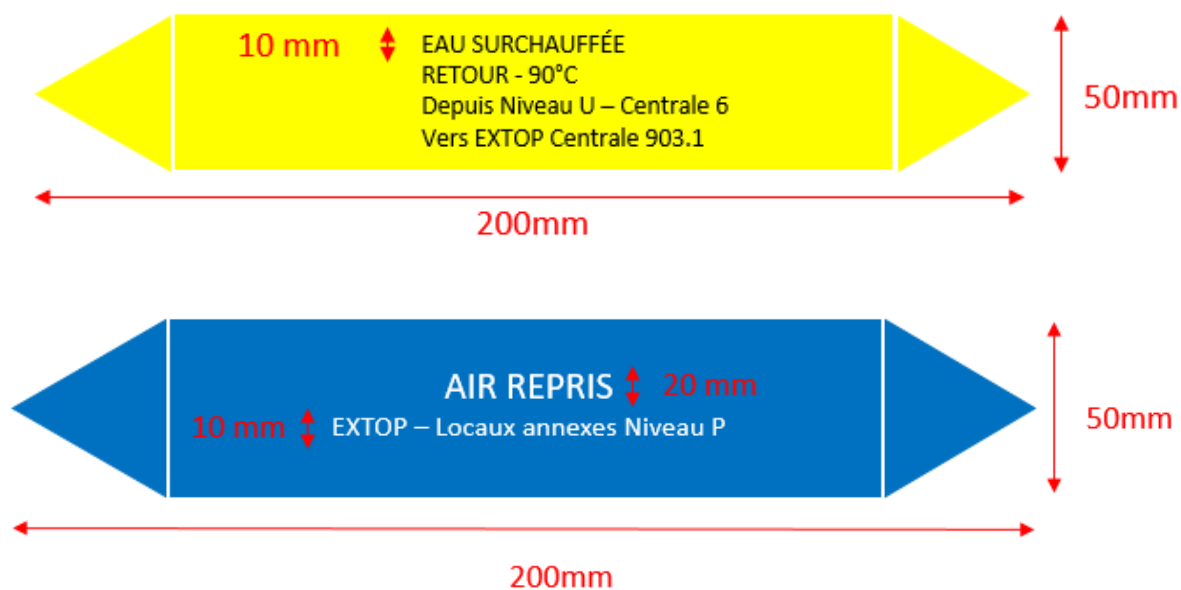 10 mm
EAU SURCHAUFFÉE
RETOUR - 90°C
Depuis Niveau U – Centrale 6
Vers EXTOP Centrale 903.1
50mm
200mm
AIR REPRIS
20 mm
10 mm
EXTOP – Locaux annexes Niveau P
50mm
200mm